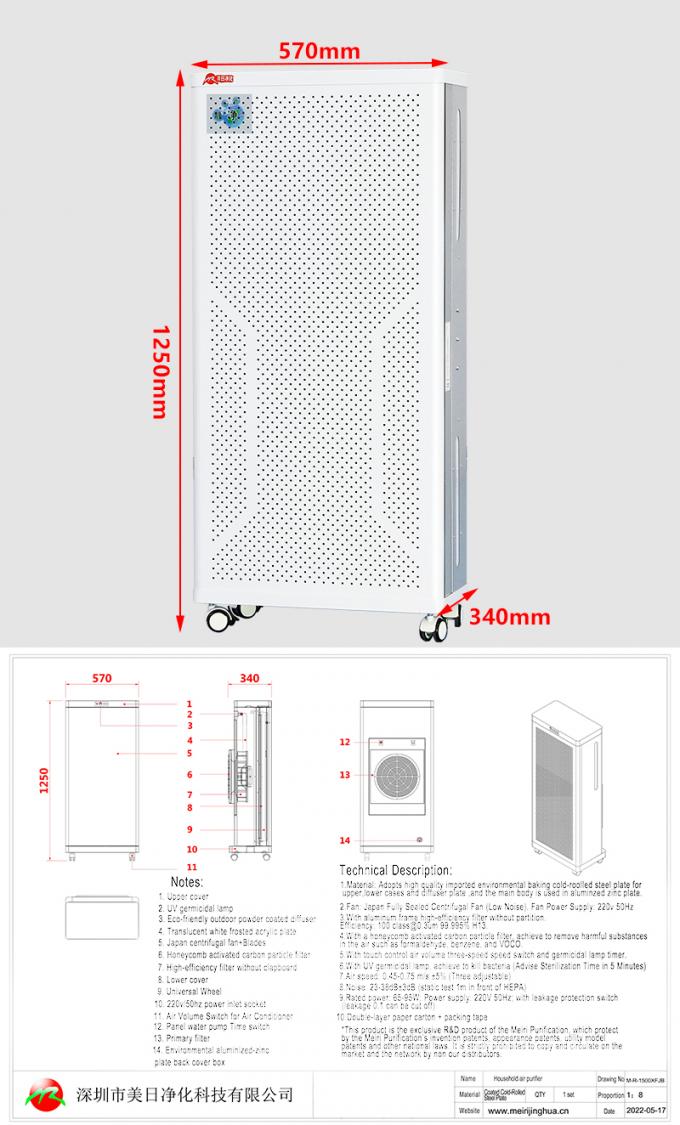 570mm
美日净化
1250mm
340mm
570
340
1250
1
2
3
4
5
6
7
8
9
10
11
12
13
14
Notes:
1. Upper cover
2. UV germicidal lamp
3. Eco-friendly outdoor powder coated diffuser
4. Translucent white frosted acrylic plate
5. Japan centrifugal fan+Blades
6. Honeycomb activated carbon particle filter
7. High-efficiency filter without clapboard
8. Lower cover
9. Universal Wheel
10. 220V/50hz power inlet socket
11. Air Volume Switch for Air Conditioner
12. Panel water pump Time switch
13. Primary filter
14. Environmental aluminized-zinc
plate back cover box
Technical Description:
1.Material: Adopts high quality imported environmental baking cold-roolled steel plate for
upper,lower cases and diffuser plate ,and the main body is used in aluminzed zinc plate.
2.Fan: Japan Fully Sealed Centrifugal Fan (Low Noise), Fan Power Supply: 220v 50Hz
3.With aluminum frame high-efficiency filter without partition.
Efficiency: 100 class@0.3um 99.995% H13.
4.With a honeycomb activated carbon particle filter, achieve to remove harmful substances
in the air such as formaldehyde, benzene, and VOCO.
5.With touch control air volume three-speed speed switch and germicidal lamp timer.
6.With UV germicidal lamp, achieve to kill bacteria (Advise Sterilization Time in 5 Minutes)
7.Air speed: 0.45-0.75 m/s ±5% (Three adjustable)
8.Noise: 23-38dB±3dB (static test 1m in front of HEPA)
9.Rated power: 65-95W; Power supply: 220V 50Hz; with leakage protection switch
(leakage 0.1 can be cut off)
10.Double-layer paper carton + packing tape
*This product is the exclusive R&D product of the Meiri Purification, which protect
by the Meiri Purification's invention patents, appearance patents, utility model
patents and other national laws. It is strictly prohibited to copy and circulate on the
market and the network by non our distributors.
深圳市美日净化科技有限公司
Name Household air purifier Drawing No M-R-1500XFJB
Material Coated Cold-Rolled Steel Plate QTY 1 set Proportion 1：8
Website www.meirijinghua.cn Date 2022-05-17